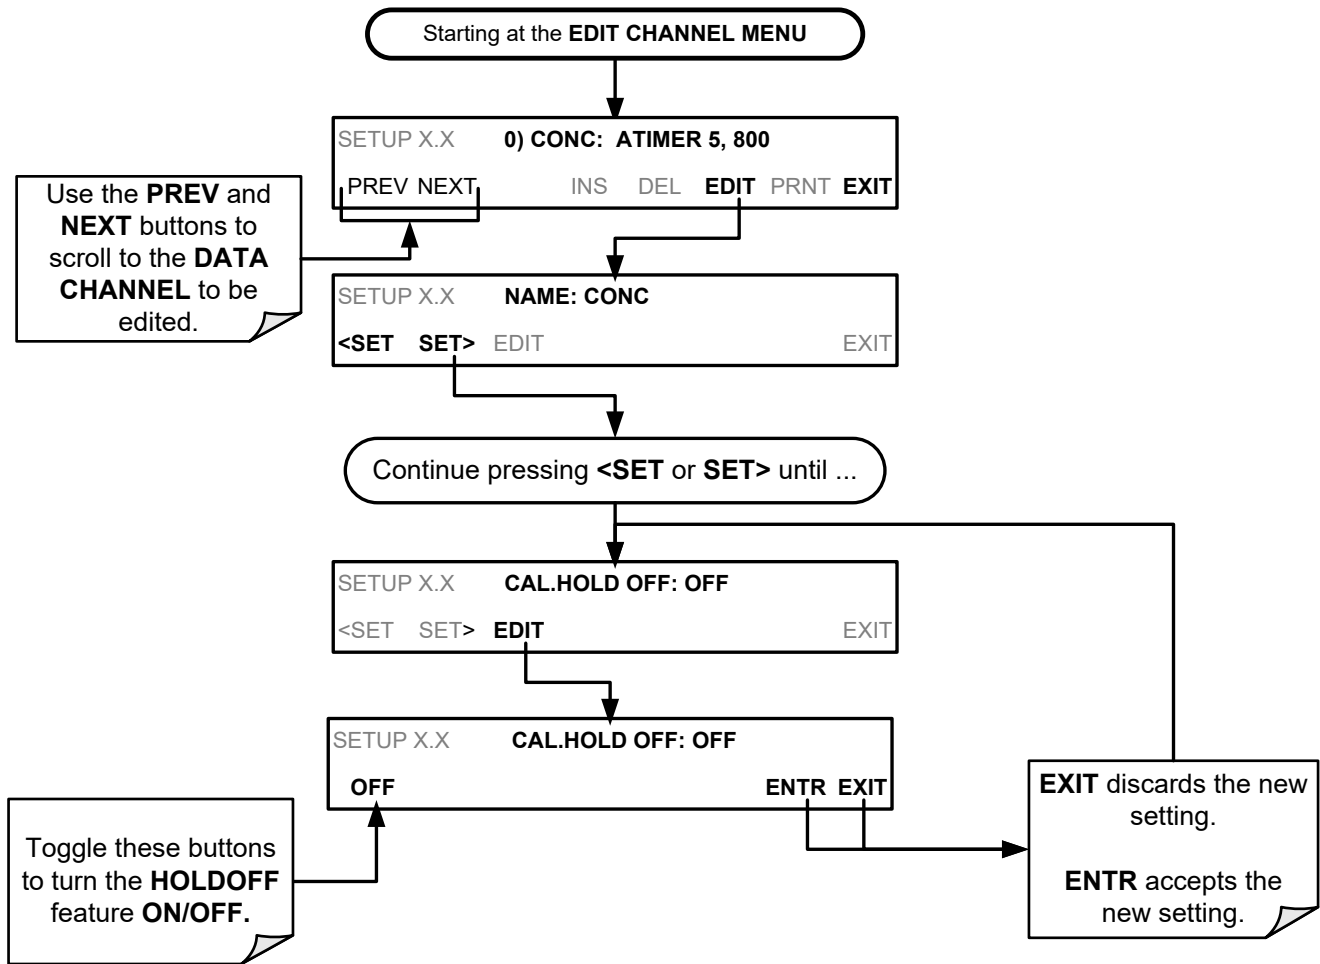 Starting at the EDIT CHANNEL MENU
SETUP X.X 0) CONC: ATIMER 5, 800
PREV NEXT INS DEL EDIT PRNT EXIT
Use the PREV and
NEXT buttons to
scroll to the DATA
CHANNEL to be
edited.
SETUP X.X NAME: CONC
<SET SET> EDIT EXIT
Continue pressing <SET or SET> until ...
SETUP X.X CAL.HOLD OFF: OFF
<SET SET> EDIT EXIT
SETUP X.X CAL.HOLD OFF: OFF
OFF ENTR EXIT
Toggle these buttons
to turn the HOLDOFF
feature ON/OFF.
EXIT discards the new
setting.
ENTR accepts the
new setting.